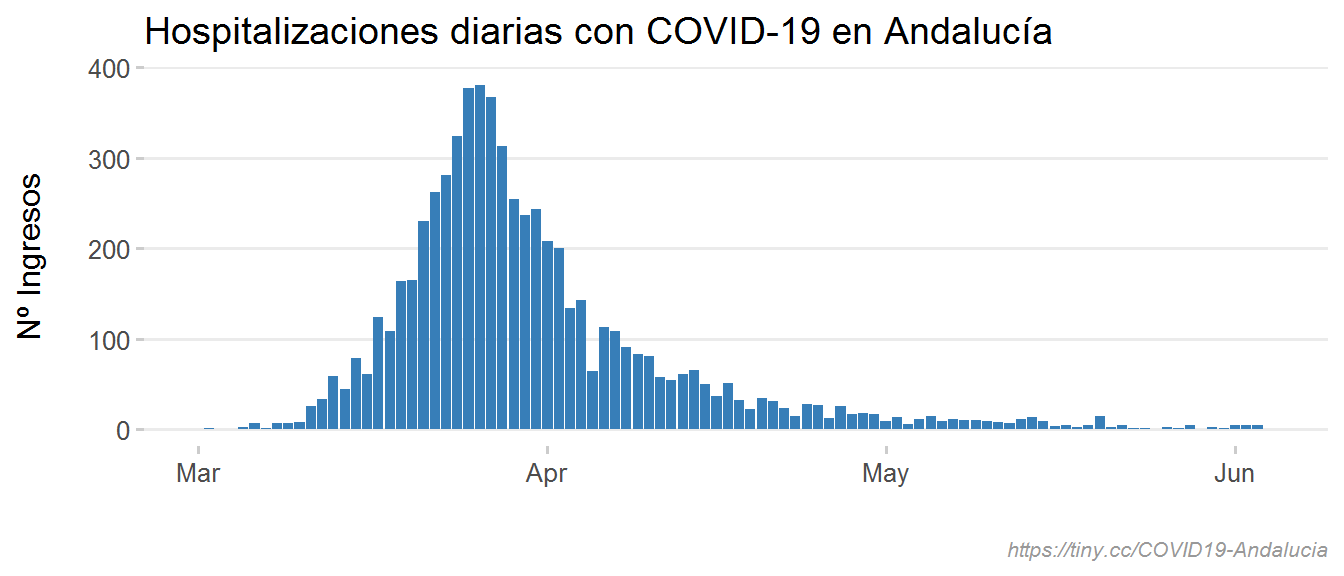 Hospitalizaciones diarias con COVID-19 en Andalucía
Nº Ingresos
400
300
200
100
0
Mar Apr May Jun
https://tiny.cc/COVID19-Andalucia